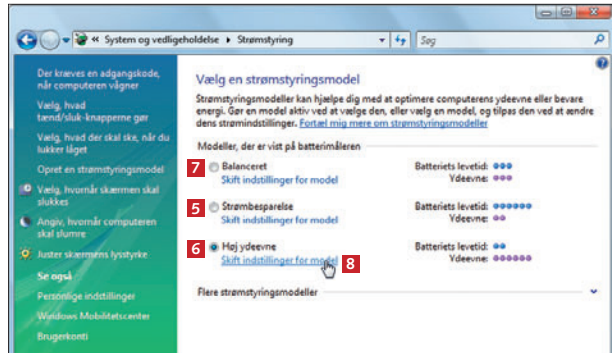 « System og vedligeholdelse ▸ Strømstyring
Søg
Der kræves en adgangskode,
når computeren vågner
Vælg, hvad
tænd/sluk-knapperne gør
Vælg, hvad der skal ske, når du
lukker låget
Opret en strømstyringsmodel
Vælg, hvornår skærmen skal
slukkes
Angiv, hvornår computeren
skal slumre
Juster skærmens lysstyrke
Se også
Personlige indstillinger
Windows Mobilitetscenter
Brugerkonti
Vælg en strømstyringsmodel
Strømstyringsmodeller kan hjælpe dig med at optimere computerens ydeevne eller bevare
energi. Gør en model aktiv ved at vælge den, eller vælg en model, og tilpas den ved at ændre
dens strømindstillinger. Fortæl mig mere om strømstyringsmodeller
Modeller, der er vist på batterimåleren
7 Balanceret Batteriets levetid:
Skift indstillinger for model Ydeevne:
5 Strømbesparelse Batteriets levetid:
Skift indstillinger for model Ydeevne:
6 Høj ydeevne Batteriets levetid:
Skift indstillinger for model 8 Ydeevne:
Flere strømstyringsmodeller